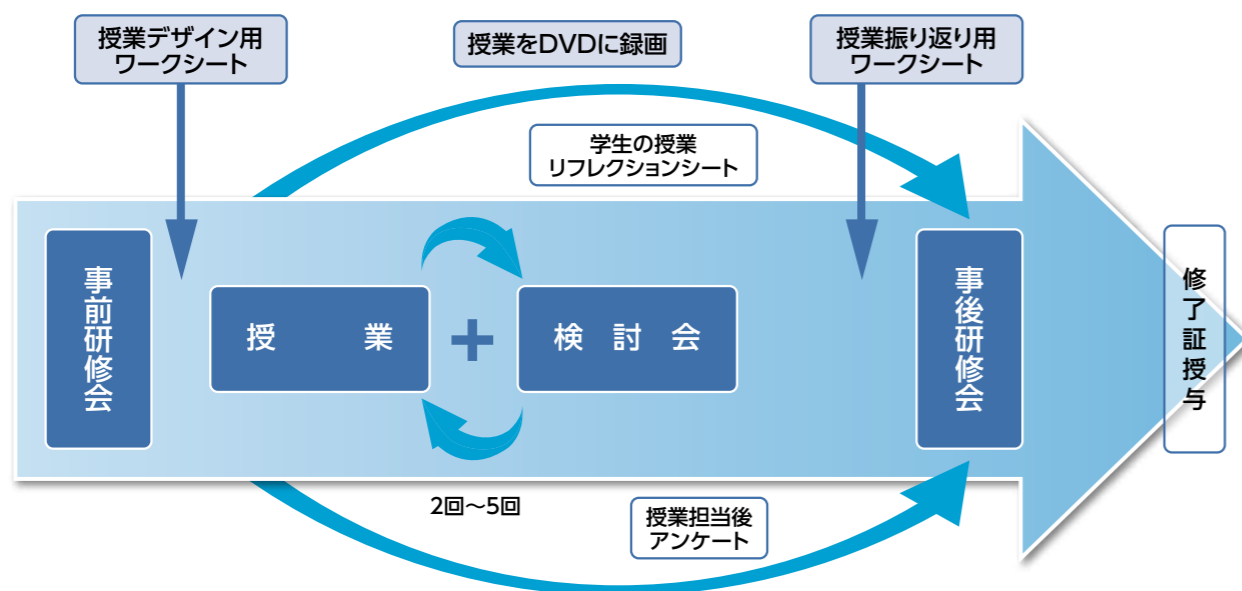 授業デザイン用
ワークシート
授業をDVDに録画
授業振り返り用
ワークシート
学生の授業
リフレクションシート
事前研修会
授業
+
検討会
事後研修会
修了証授与
2回～5回
授業担当後
アンケート